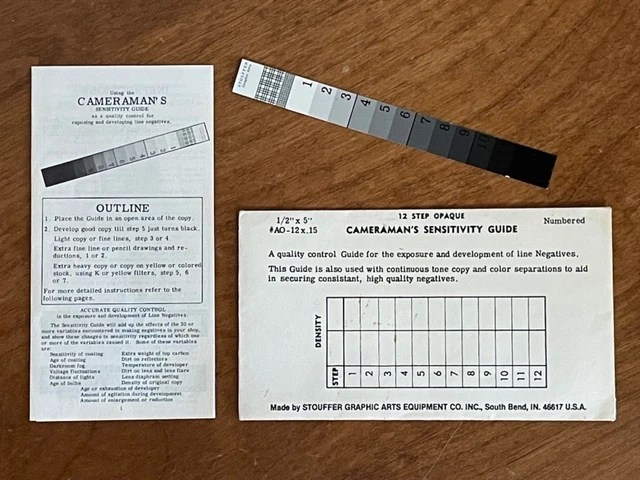 Using the
CAMERAMAN'S
SENSITIVITY GUIDE
as a quality control for
exposing and developing line negatives.
OUTLINE
1. Place the Guide in an open area of the copy.
2. Develop good copy till step 5 just turns black.
Light copy or fine lines, step 3 or 4.
Extra fine line or pencil drawings and re-
ductions, 1 or 2.
Extra heavy copy or copy on yellow or colored
stock, using K or yellow filters, step 5, 6
or 7.
For more detailed instructions refer to the
following pages.
ACCURATE QUALITY CONTROL
in the exposure and development of Line Negatives.
The Sensitivity Guide will add up the effects of the 30 or
more variables encountered in making negatives in your shop,
and show these changes in sensitivity regardless of which one
or more of the variables caused it. Some of these variables
are:
Sensitivity of coating Extra weight of top carbon
Age of coating Dirt on reflectors
Darkroom fog Temperature of developer
Voltage fluctuations Dirt on lens and lens flare
Distance of lights Lens diaphram setting
Age of bulbs Density of original copy
Age or exhaustion of developer
Amount of agitation during development
Amount of enlargement or reduction
1
STOUFFER
1 2 3 4 5 6 7 8 9 10
1/2" x 5"
#AO-12x.15
12 STEP OPAQUE
CAMERAMAN'S SENSITIVITY GUIDE
Numbered
A quality control Guide for the exposure and development of line Negatives.
This Guide is also used with continuous tone copy and color separations to aid
in securing consistant, high quality negatives.
DENSITY
STEP 1 2 3 4 5 6 7 8 9 10 11 12
Made by STOUFFER GRAPHIC ARTS EQUIPMENT CO. INC., South Bend, IN. 46617 U.S.A.